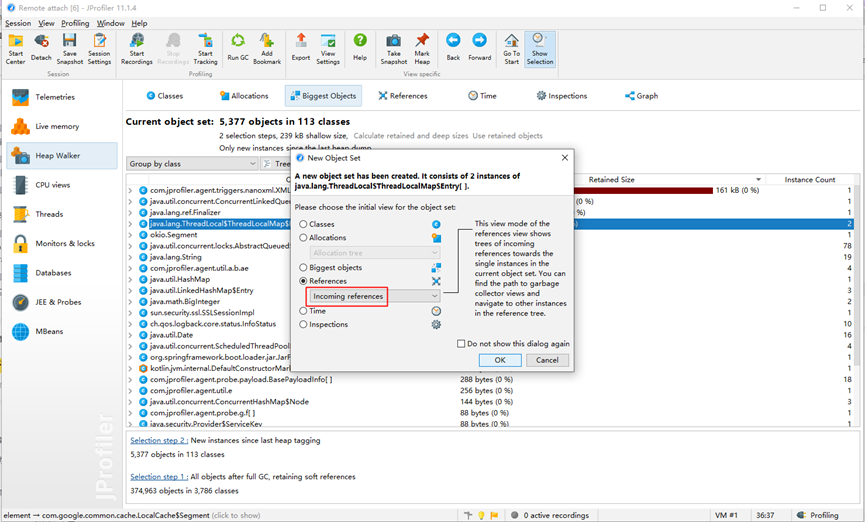 Remote attach [6] - JProfiler 11.1.4
Session View Profiling Window Help
Start Center
Detach
Save Snapshot
Session Settings
Start Recordings
Stop Recordings
Start Tracking
Run GC
Add Bookmark
Export
View Settings
Help
Take Snapshot
Mark Heap
Back
Forward
Go To Start
Show Selection
Session
Profiling
View specific
Telemetries
Live memory
Heap Walker
CPU views
Threads
Monitors & locks
Databases
JEE & Probes
MBeans
JProfiler
Classes
Allocations
Biggest Objects
References
Time
Inspections
Graph
Current object set: 5,377 objects in 113 classes
2 selection steps, 239 kB shallow size, Calculate retained and deep sizes Use retained objects
Only new instances since the last heap dump
Group by class
Tree
Retained Size
Instance Count
com.jprofiler.agent.triggers.nanoxml.XML
161 kB (0 %)
1
java.util.concurrent.ConcurrentLinkedQueu
(0 %)
1
java.lang.ref.Finalizer
%)
1
java.lang.ThreadLocal$ThreadLocalMap$
2
okio.Segment
1
java.util.concurrent.locks.AbstractQueued
78
java.lang.String
19
com.jprofiler.agent.util.a.b.ae
4
java.util.HashMap
1
java.util.LinkedHashMap$Entry
3
java.math.BigInteger
2
sun.security.ssl.SSLSessionImpl
1
ch.qos.logback.core.status.InfoStatus
10
java.util.Date
16
java.util.concurrent.ScheduledThreadPool
4
org.springframework.boot.loader.jar.JarF
1
kotlin.jvm.internal.DefaultConstructorMark
1
com.jprofiler.agent.probe.payload.BasePayloadInfo[ ]
288 bytes (0 %)
18
com.jprofiler.agent.util.e
256 bytes (0 %)
4
java.util.concurrent.ConcurrentHashMap$Node
144 bytes (0 %)
3
com.jprofiler.agent.probe.g.f[ ]
88 bytes (0 %)
1
java.security.Provider$ServiceKey
88 bytes (0 %)
1
New Object Set
A new object set has been created. It consists of 2 instances of
java.lang.ThreadLocal$ThreadLocalMap$Entry[ ].
Please choose the initial view for the object set:
Classes
Allocations
Allocation tree
Biggest objects
References
Incoming references
Time
Inspections
This view mode of the
references view shows
trees of incoming
references towards the
single instances in the
current object set. You can
find the path to garbage
collector views and
navigate to other instances
in the reference tree.
Do not show this dialog again
OK
Cancel
Selection step 2 : New instances since last heap tagging
5,377 objects in 113 classes
Selection step 1 : All objects after full GC, retaining soft references
374,963 objects in 3,786 classes
element → com.google.common.cache.LocalCache$Segment (click to show)
0 active recordings
VM #1
36:37
Profiling